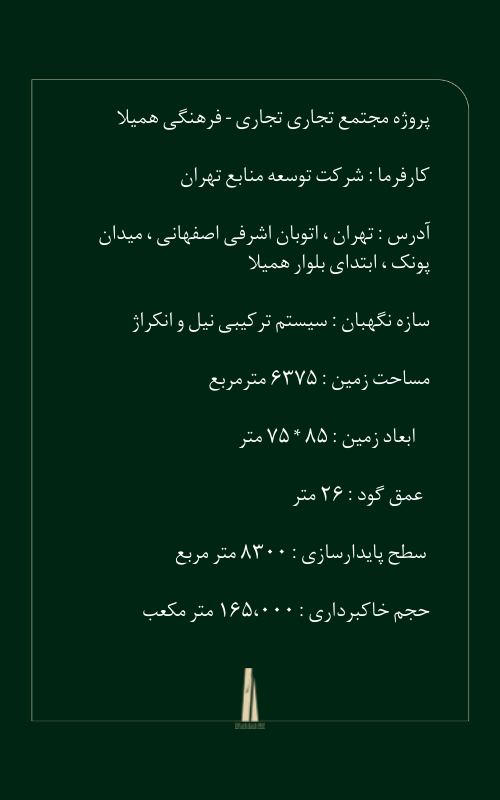 پروژه مجتمع تجاری تجاری - فرهنگی همیلا
کارفرما : شرکت توسعه منابع تهران
آدرس : تهران ، اتوبان اشرفی اصفهانی ، میدان
پونک ، ابتدای بلوار همیلا
سازه نگهبان : سیستم ترکیبی نیل و انکراژ
مساحت زمین : ۶۳۷۵ مترمربع
ابعاد زمین : ۸۵ * ۷۵ متر
عمق گود : ۲۶ متر
سطح پایدارسازی : ۸۳۰۰ متر مربع
حجم خاکبرداری : ۱۶۵،۰۰۰ متر مکعب